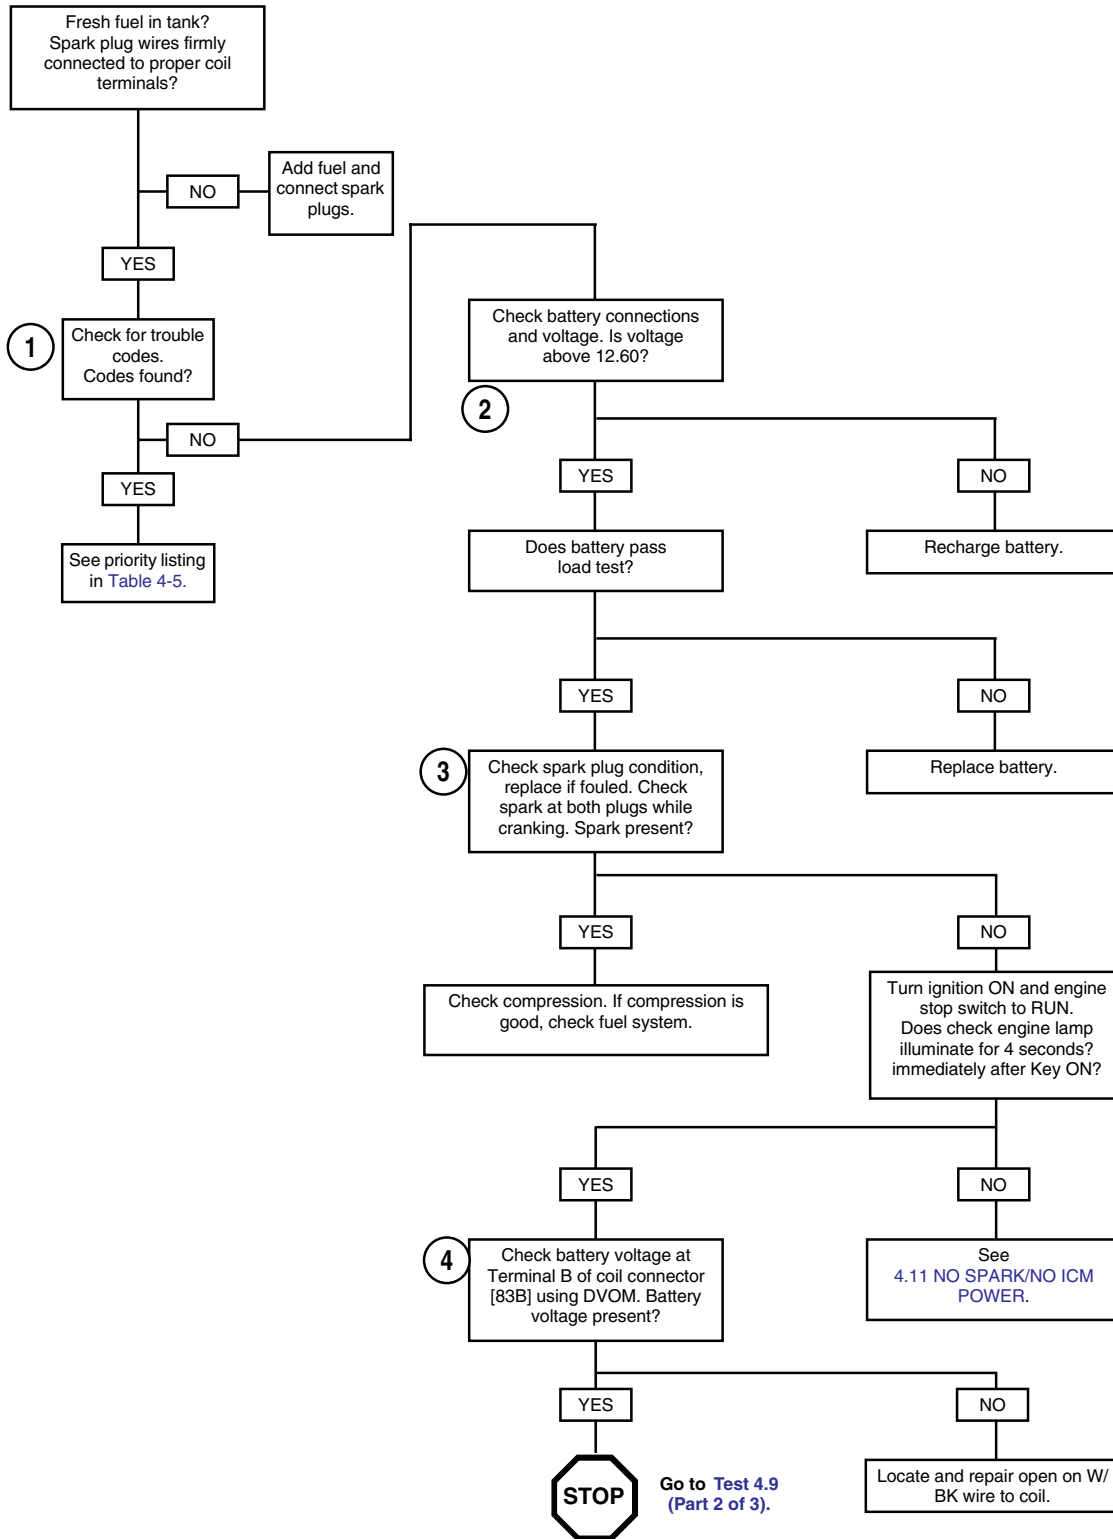 Fresh fuel in tank?
Spark plug wires firmly
connected to proper coil
terminals?
NO
Add fuel and
connect spark
plugs.
YES
1
Check for trouble
codes.
Codes found?
NO
YES
See priority listing
in Table 4-5.
Check battery connections
and voltage. Is voltage
above 12.60?
2
YES
NO
Does battery pass
load test?
Recharge battery.
YES
NO
3
Check spark plug condition,
replace if fouled. Check
spark at both plugs while
cranking. Spark present?
Replace battery.
YES
NO
Check compression. If compression is
good, check fuel system.
Turn ignition ON and engine
stop switch to RUN.
Does check engine lamp
illuminate for 4 seconds?
immediately after Key ON?
YES
NO
4
Check battery voltage at
Terminal B of coil connector
[83B] using DVOM. Battery
voltage present?
See
4.11 NO SPARK/NO ICM
POWER.
YES
NO
STOP
Go to Test 4.9
(Part 2 of 3).
Locate and repair open on W/
BK wire to coil.